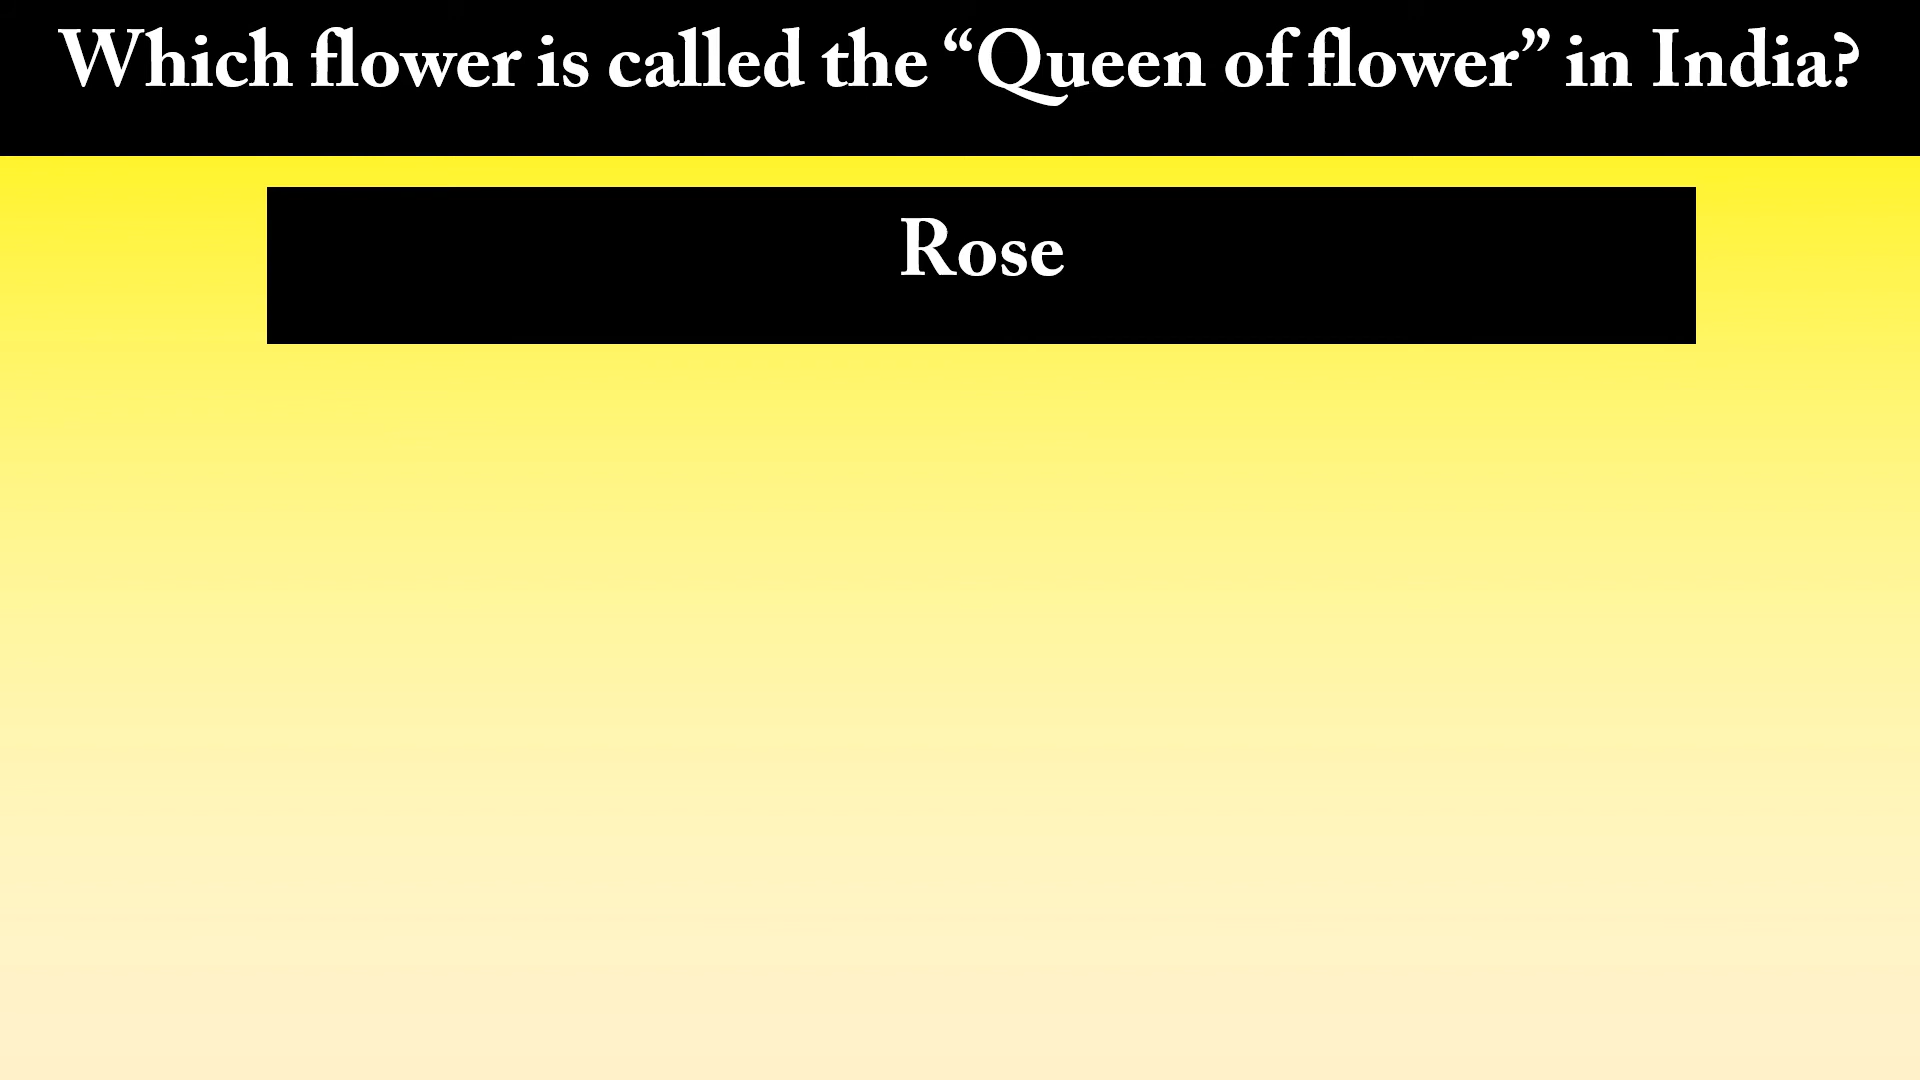 Which flower is called the “Queen of flower” in India?
Rose